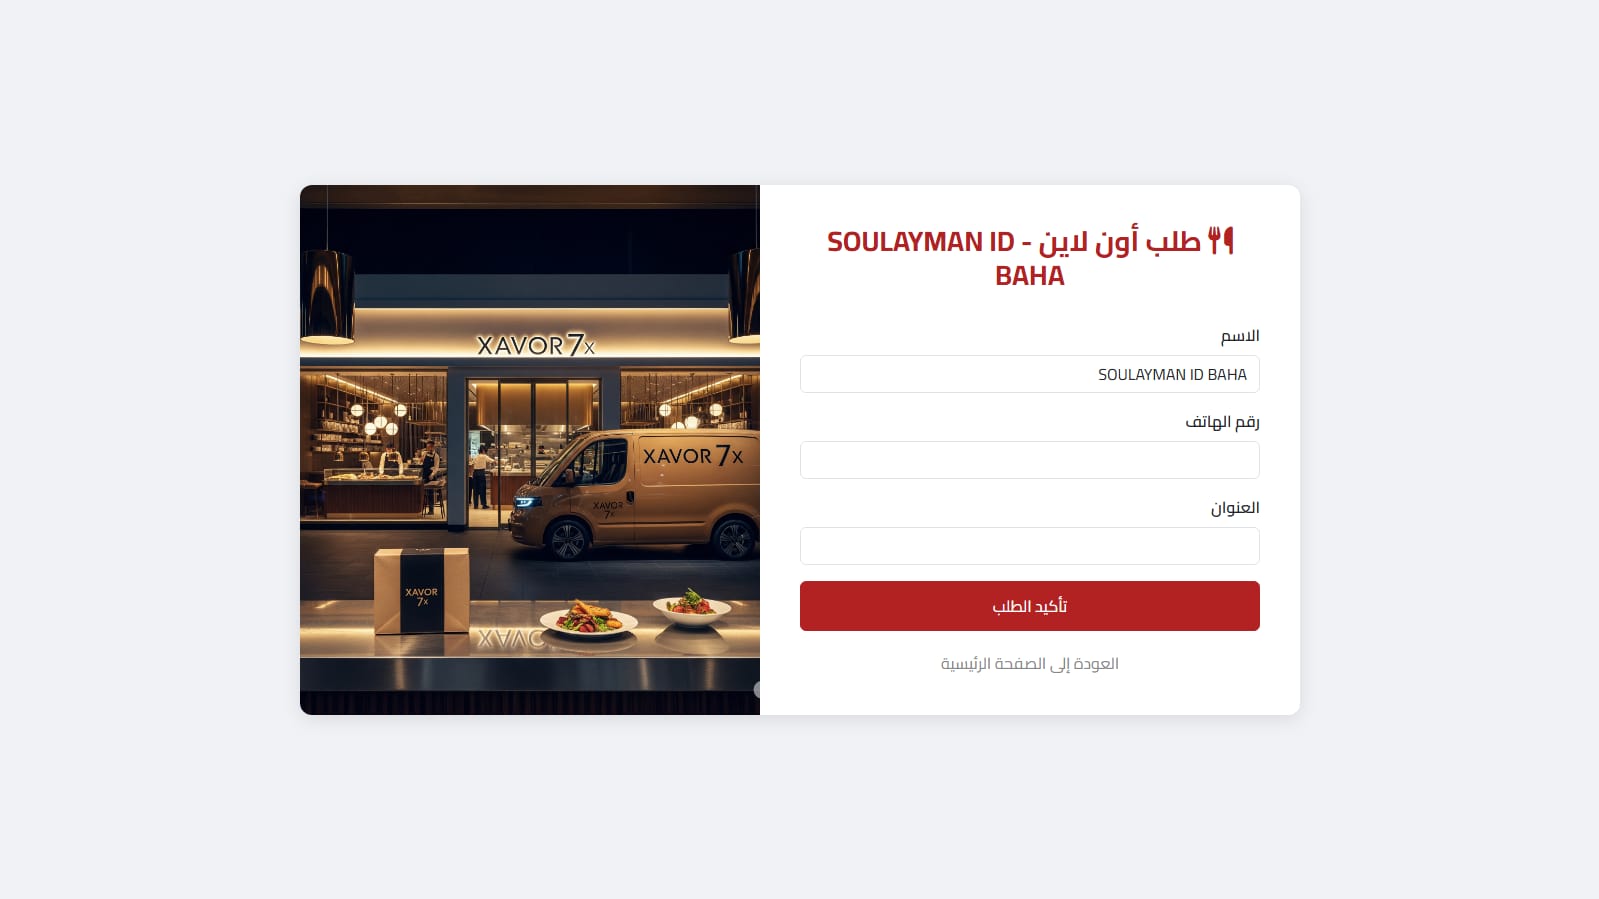 طلب أون لاين - SOULAYMAN ID
BAHA
الاسم
SOULAYMAN ID BAHA
رقم الهاتف
العنوان
تأكيد الطلب
العودة إلى الصفحة الرئيسية
XAVOR 7x
XAVOR 7x
XAVOR
7x
XAVOR
7x